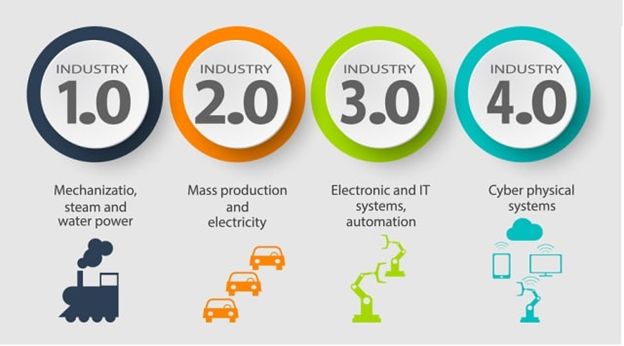 INDUSTRY
1.0
INDUSTRY
2.0
INDUSTRY
3.0
INDUSTRY
4.0
Mechanizatio,
steam and
water power
Mass production
and
electricity
Electronic and IT
systems,
automation
Cyber physical
systems